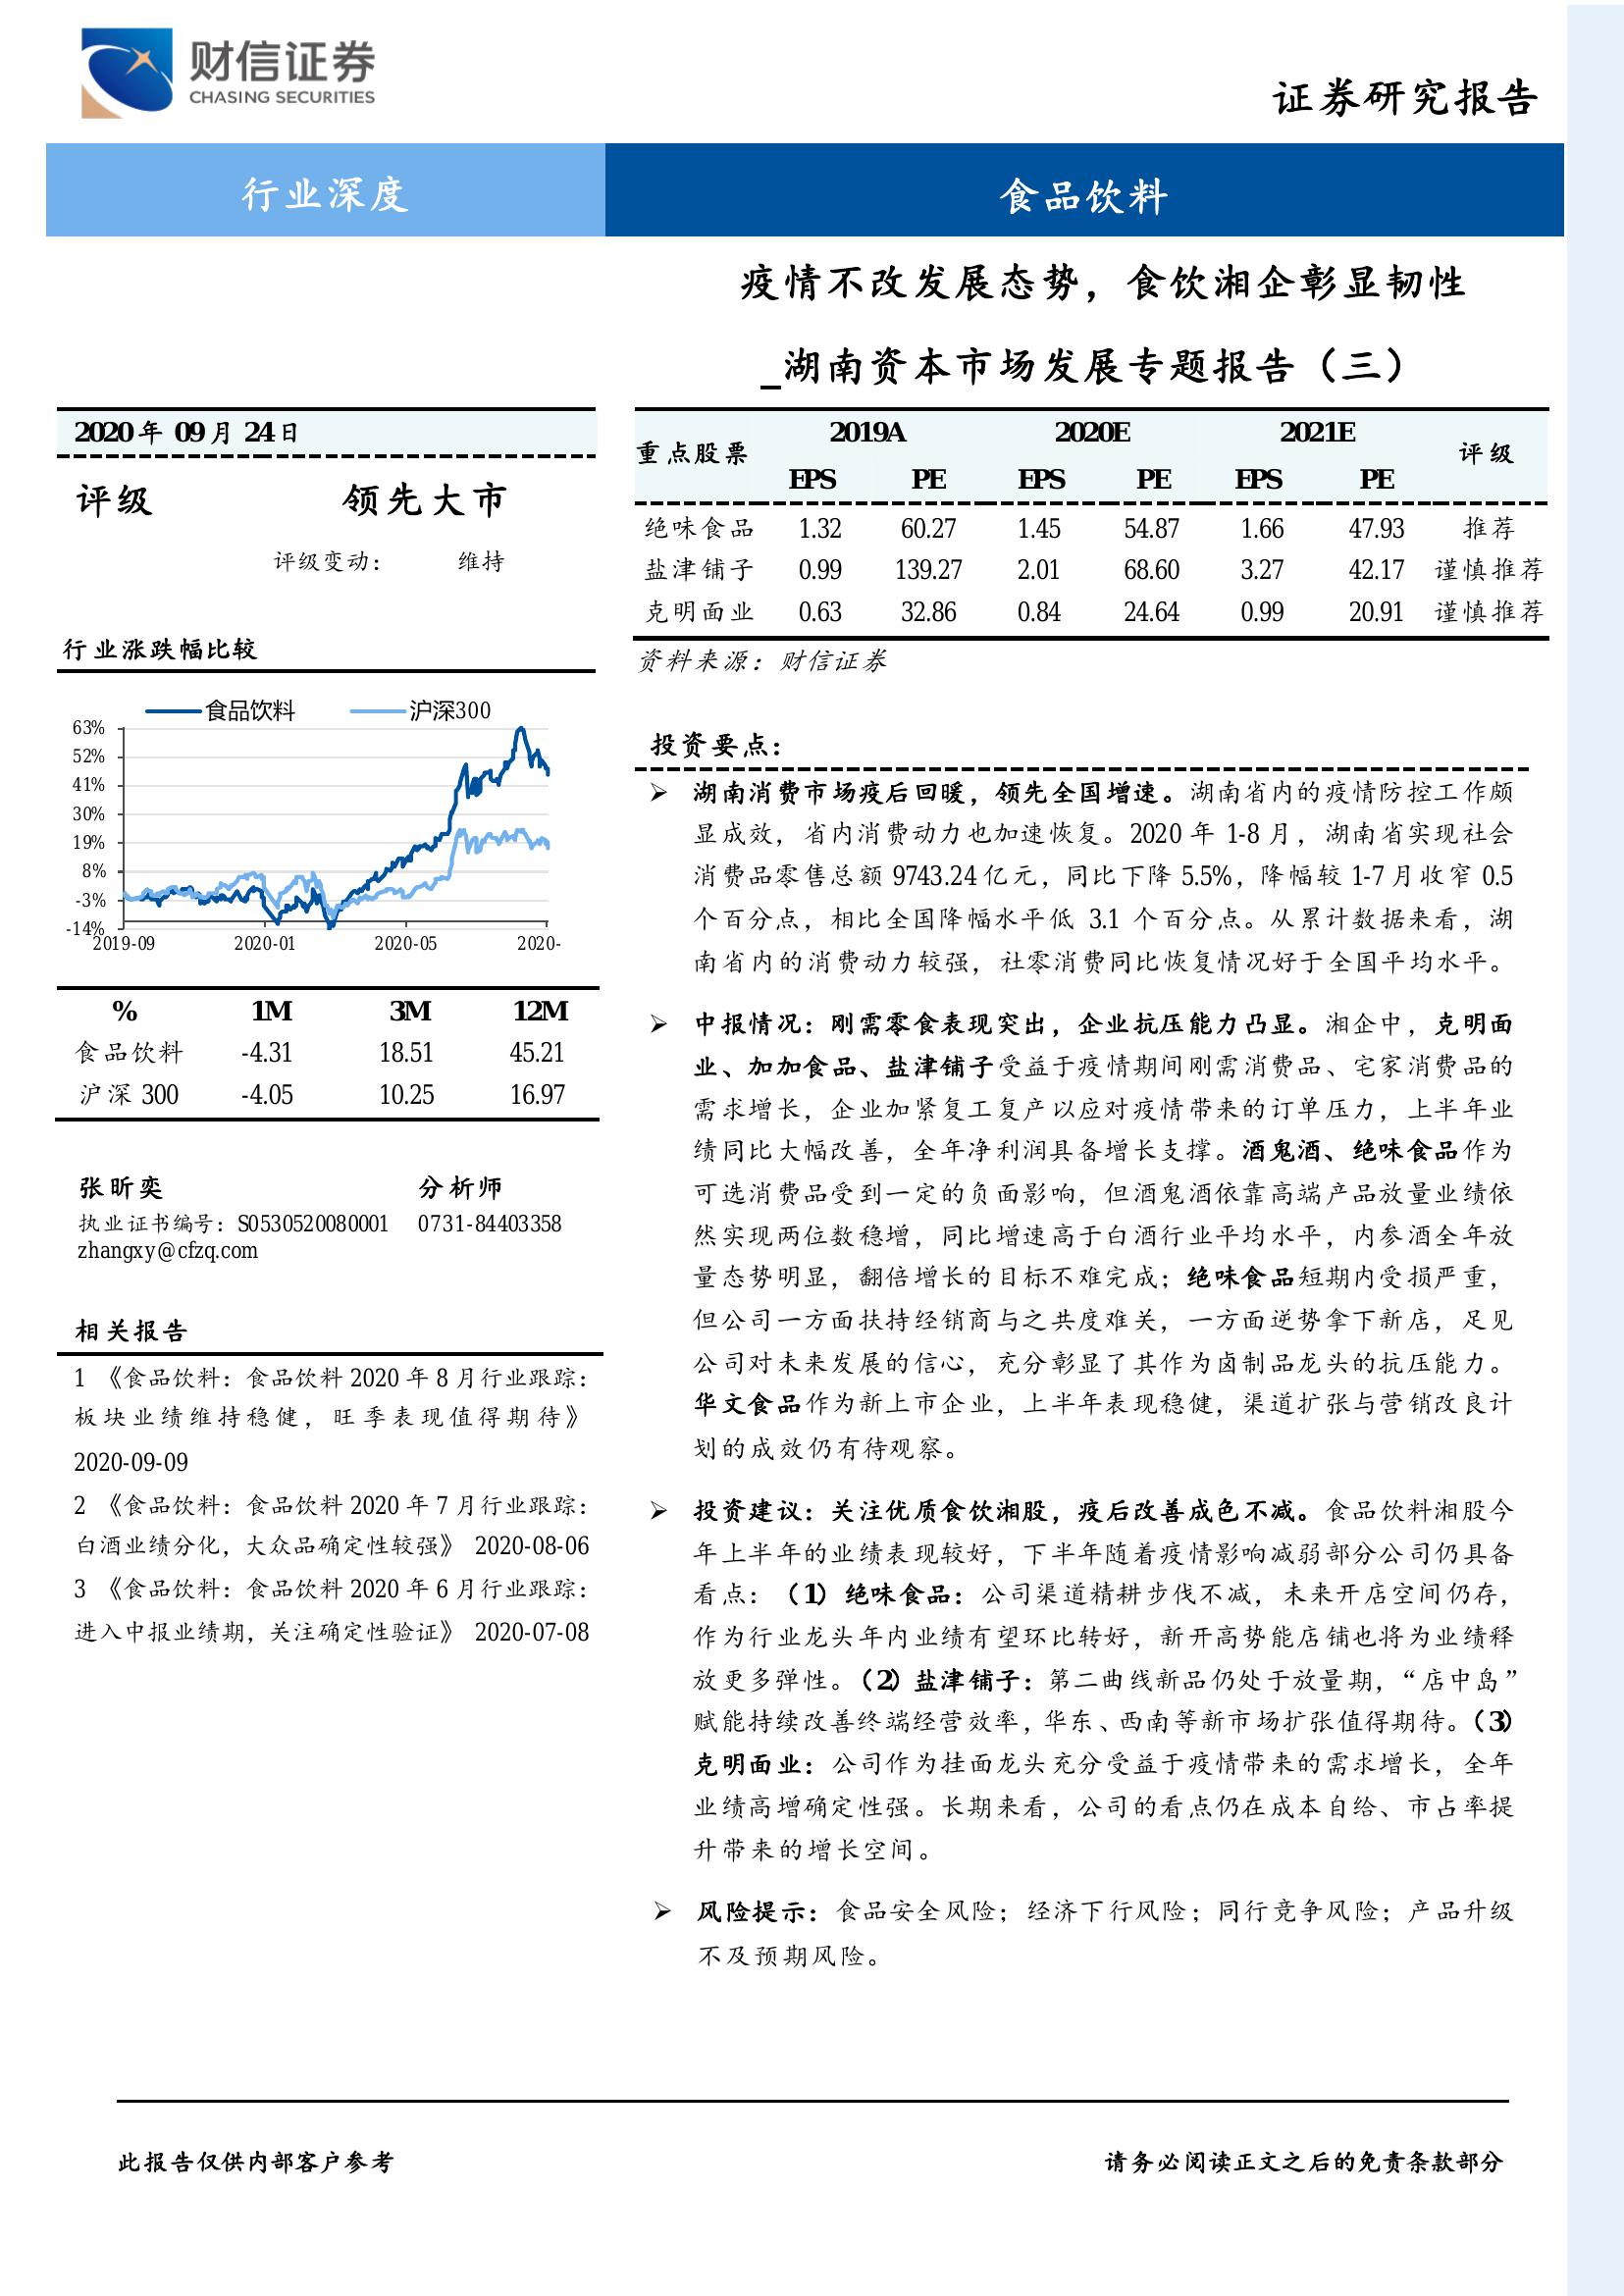 财信证券
CHASING SECURITIES
证券研究报告
行业深度
食品饮料
疫情不改发展态势，食饮湘企彰显韧性
_湖南资本市场发展专题报告（三）
2020年 09月 24日
评级 领先大市
评级变动： 维持
行业涨跌幅比较
食品饮料 沪深300
63%
52%
41%
30%
19%
8%
-3%
-14%
2019-09 2020-01 2020-05 2020-
% 1M 3M 12M
食品饮料 -4.31 18.51 45.21
沪深 300 -4.05 10.25 16.97
张昕奕 分析师
执业证书编号：S0530520080001 0731-84403358
zhangxy@cfzq.com
相关报告
1 《食品饮料：食品饮料 2020 年 8 月行业跟踪：
板块业绩维持稳健，旺季表现值得期待》
2020-09-09
2 《食品饮料：食品饮料 2020 年 7 月行业跟踪：
白酒业绩分化，大众品确定性较强》 2020-08-06
3 《食品饮料：食品饮料 2020 年 6 月行业跟踪：
进入中报业绩期，关注确定性验证》 2020-07-08
重点股票 2019A 2020E 2021E 评级
EPS PE EPS PE EPS PE
绝味食品 1.32 60.27 1.45 54.87 1.66 47.93 推荐
盐津铺子 0.99 139.27 2.01 68.60 3.27 42.17 谨慎推荐
克明面业 0.63 32.86 0.84 24.64 0.99 20.91 谨慎推荐
资料来源：财信证券
投资要点：
➢ 湖南消费市场疫后回暖，领先全国增速。湖南省内的疫情防控工作颇
显成效，省内消费动力也加速恢复。2020 年 1-8 月，湖南省实现社会
消费品零售总额 9743.24 亿元，同比下降 5.5%，降幅较 1-7 月收窄 0.5
个百分点，相比全国降幅水平低 3.1 个百分点。从累计数据来看，湖
南省内的消费动力较强，社零消费同比恢复情况好于全国平均水平。
➢ 中报情况：刚需零食表现突出，企业抗压能力凸显。湘企中，克明面
业、加加食品、盐津铺子受益于疫情期间刚需消费品、宅家消费品的
需求增长，企业加紧复工复产以应对疫情带来的订单压力，上半年业
绩同比大幅改善，全年净利润具备增长支撑。酒鬼酒、绝味食品作为
可选消费品受到一定的负面影响，但酒鬼酒依靠高端产品放量业绩依
然实现两位数稳增，同比增速高于白酒行业平均水平，内参酒全年放
量态势明显，翻倍增长的目标不难完成；绝味食品短期内受损严重，
但公司一方面扶持经销商与之共度难关，一方面逆势拿下新店，足见
公司对未来发展的信心，充分彰显了其作为卤制品龙头的抗压能力。
华文食品作为新上市企业，上半年表现稳健，渠道扩张与营销改良计
划的成效仍有待观察。
➢ 投资建议：关注优质食饮湘股，疫后改善成色不减。食品饮料湘股今
年上半年的业绩表现较好，下半年随着疫情影响减弱部分公司仍具备
看点：（1）绝味食品：公司渠道精耕步伐不减，未来开店空间仍存，
作为行业龙头年内业绩有望环比转好，新开高势能店铺也将为业绩释
放更多弹性。（2）盐津铺子：第二曲线新品仍处于放量期，“店中岛”
赋能持续改善终端经营效率，华东、西南等新市场扩张值得期待。（3）
克明面业：公司作为挂面龙头充分受益于疫情带来的需求增长，全年
业绩高增确定性强。长期来看，公司的看点仍在成本自给、市占率提
升带来的增长空间。
➢ 风险提示：食品安全风险；经济下行风险；同行竞争风险；产品升级
不及预期风险。
此报告仅供内部客户参考 请务必阅读正文之后的免责条款部分